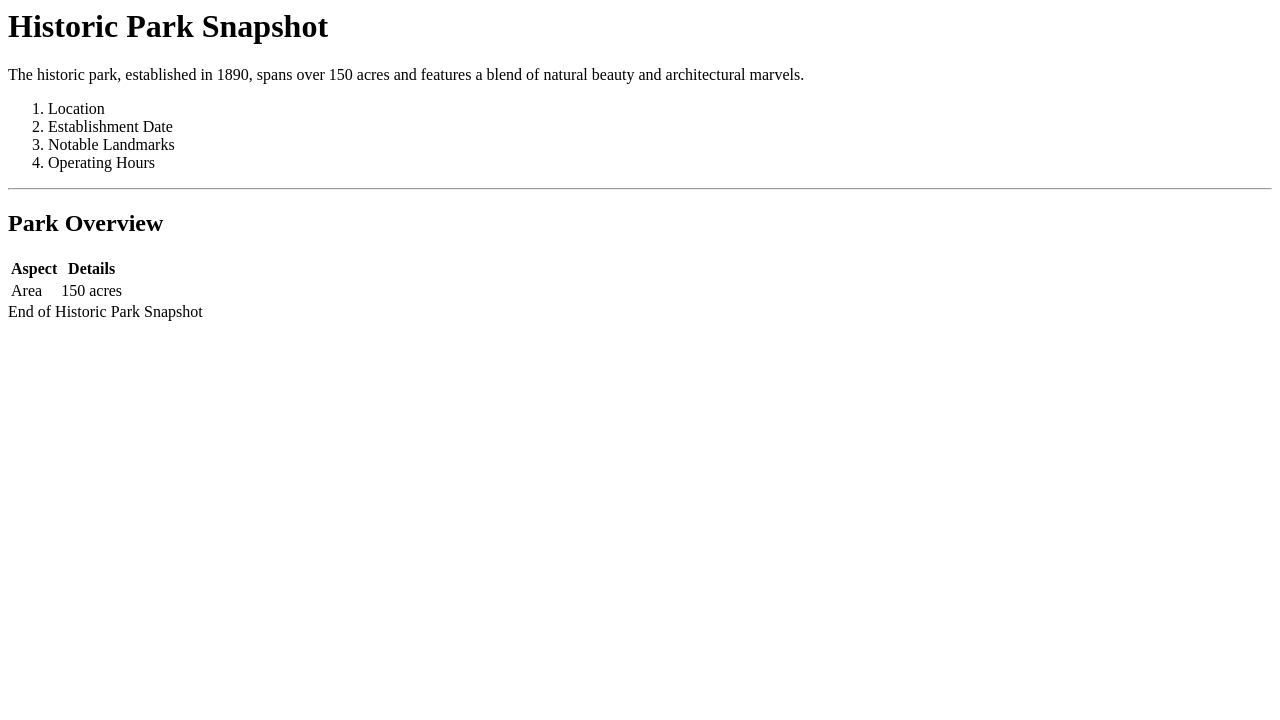 Historic Park Snapshot
The historic park, established in 1890, spans over 150 acres and features a blend of natural beauty and architectural marvels.
1. Location
2. Establishment Date
3. Notable Landmarks
4. Operating Hours
Park Overview
Aspect Details
Area 150 acres
End of Historic Park Snapshot